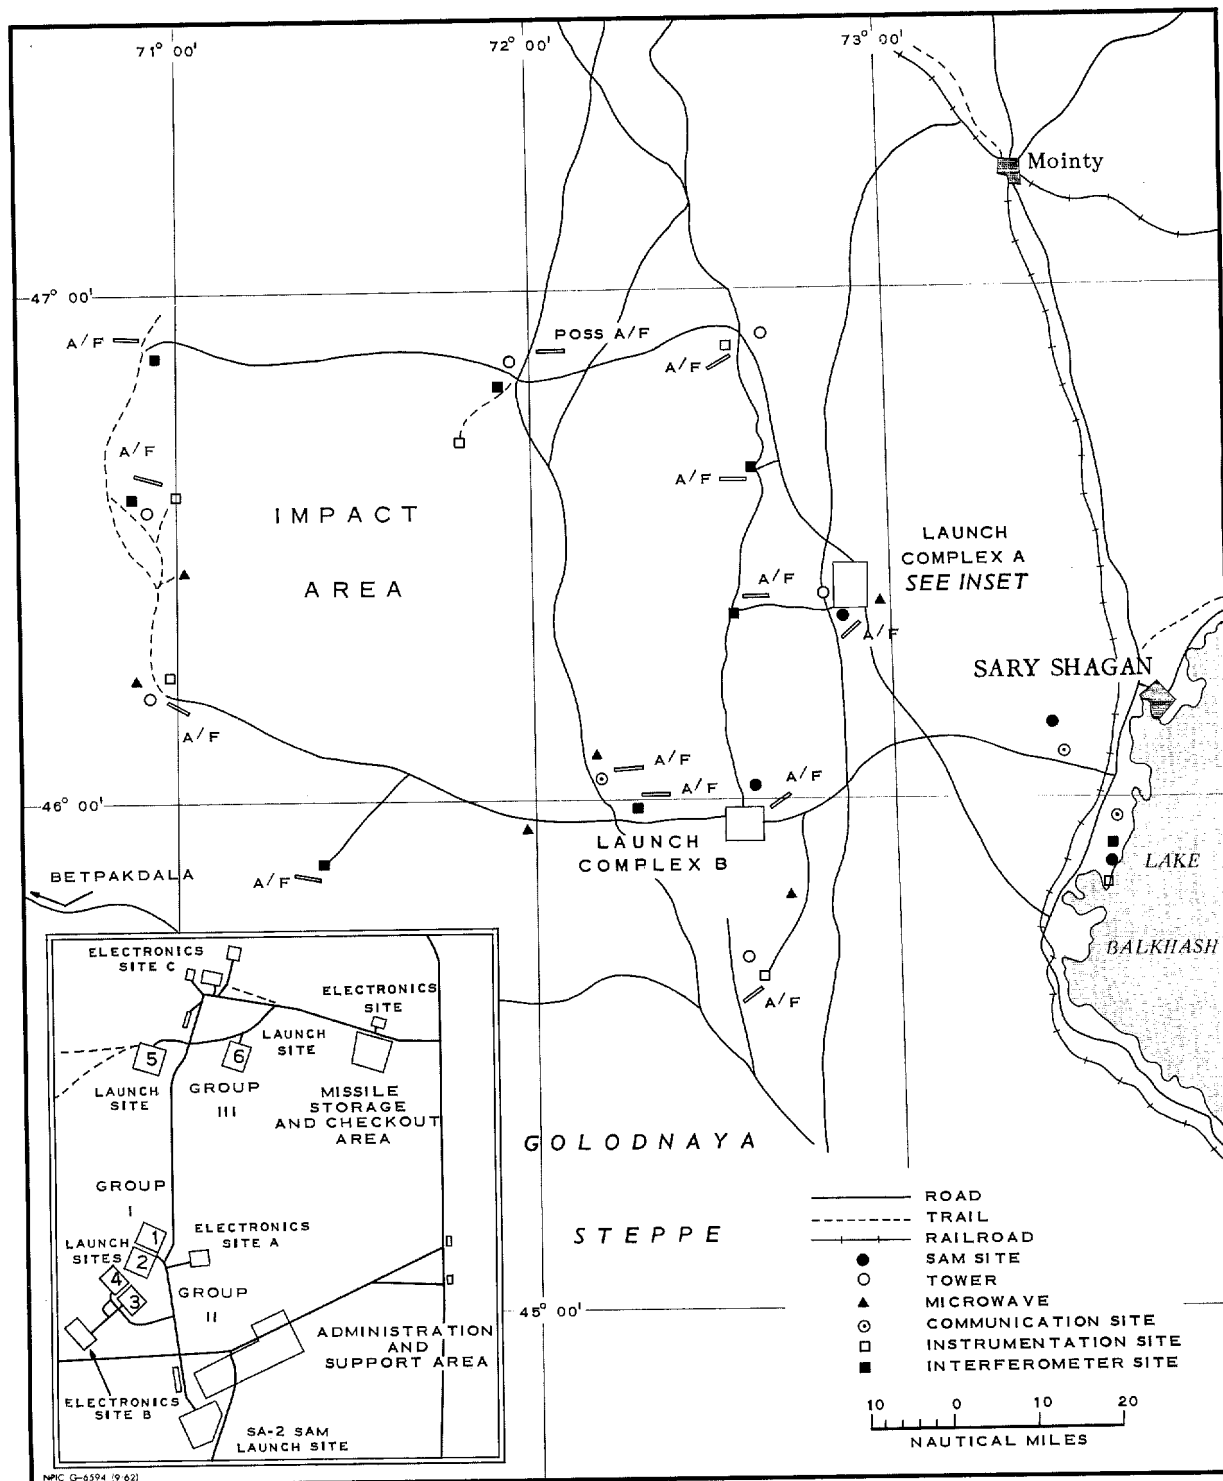 71° 00'
72° 00'
73° 00'
Mointy
47° 00'
A/F
POSS A/F
A/F
A/F
A/F
IMPACT
AREA
LAUNCH
COMPLEX A
SEE INSET
A/F
A/F
SARY SHAGAN
A/F
A/F
A/F
A/F
46° 00'
LAUNCH
COMPLEX B
LAKE
BALKHASH
BETPAKDALA
A/F
A/F
ELECTRONICS
SITE C
ELECTRONICS
SITE
LAUNCH
SITE
5
6
LAUNCH
SITE
GROUP
III
MISSILE
STORAGE
AND CHECKOUT
AREA
GROUP
I
ELECTRONICS
SITE A
LAUNCH
SITES
1
2
4
3
GROUP
II
ADMINISTRATION
AND
SUPPORT AREA
ELECTRONICS
SITE B
SA-2 SAM
LAUNCH SITE
GOLODNAYA
STEPPE
45° 00'
ROAD
TRAIL
RAILROAD
SAM SITE
TOWER
MICROWAVE
COMMUNICATION SITE
INSTRUMENTATION SITE
INTERFEROMETER SITE
10 0 10 20
NAUTICAL MILES
NPIC G-6594 (9/62)